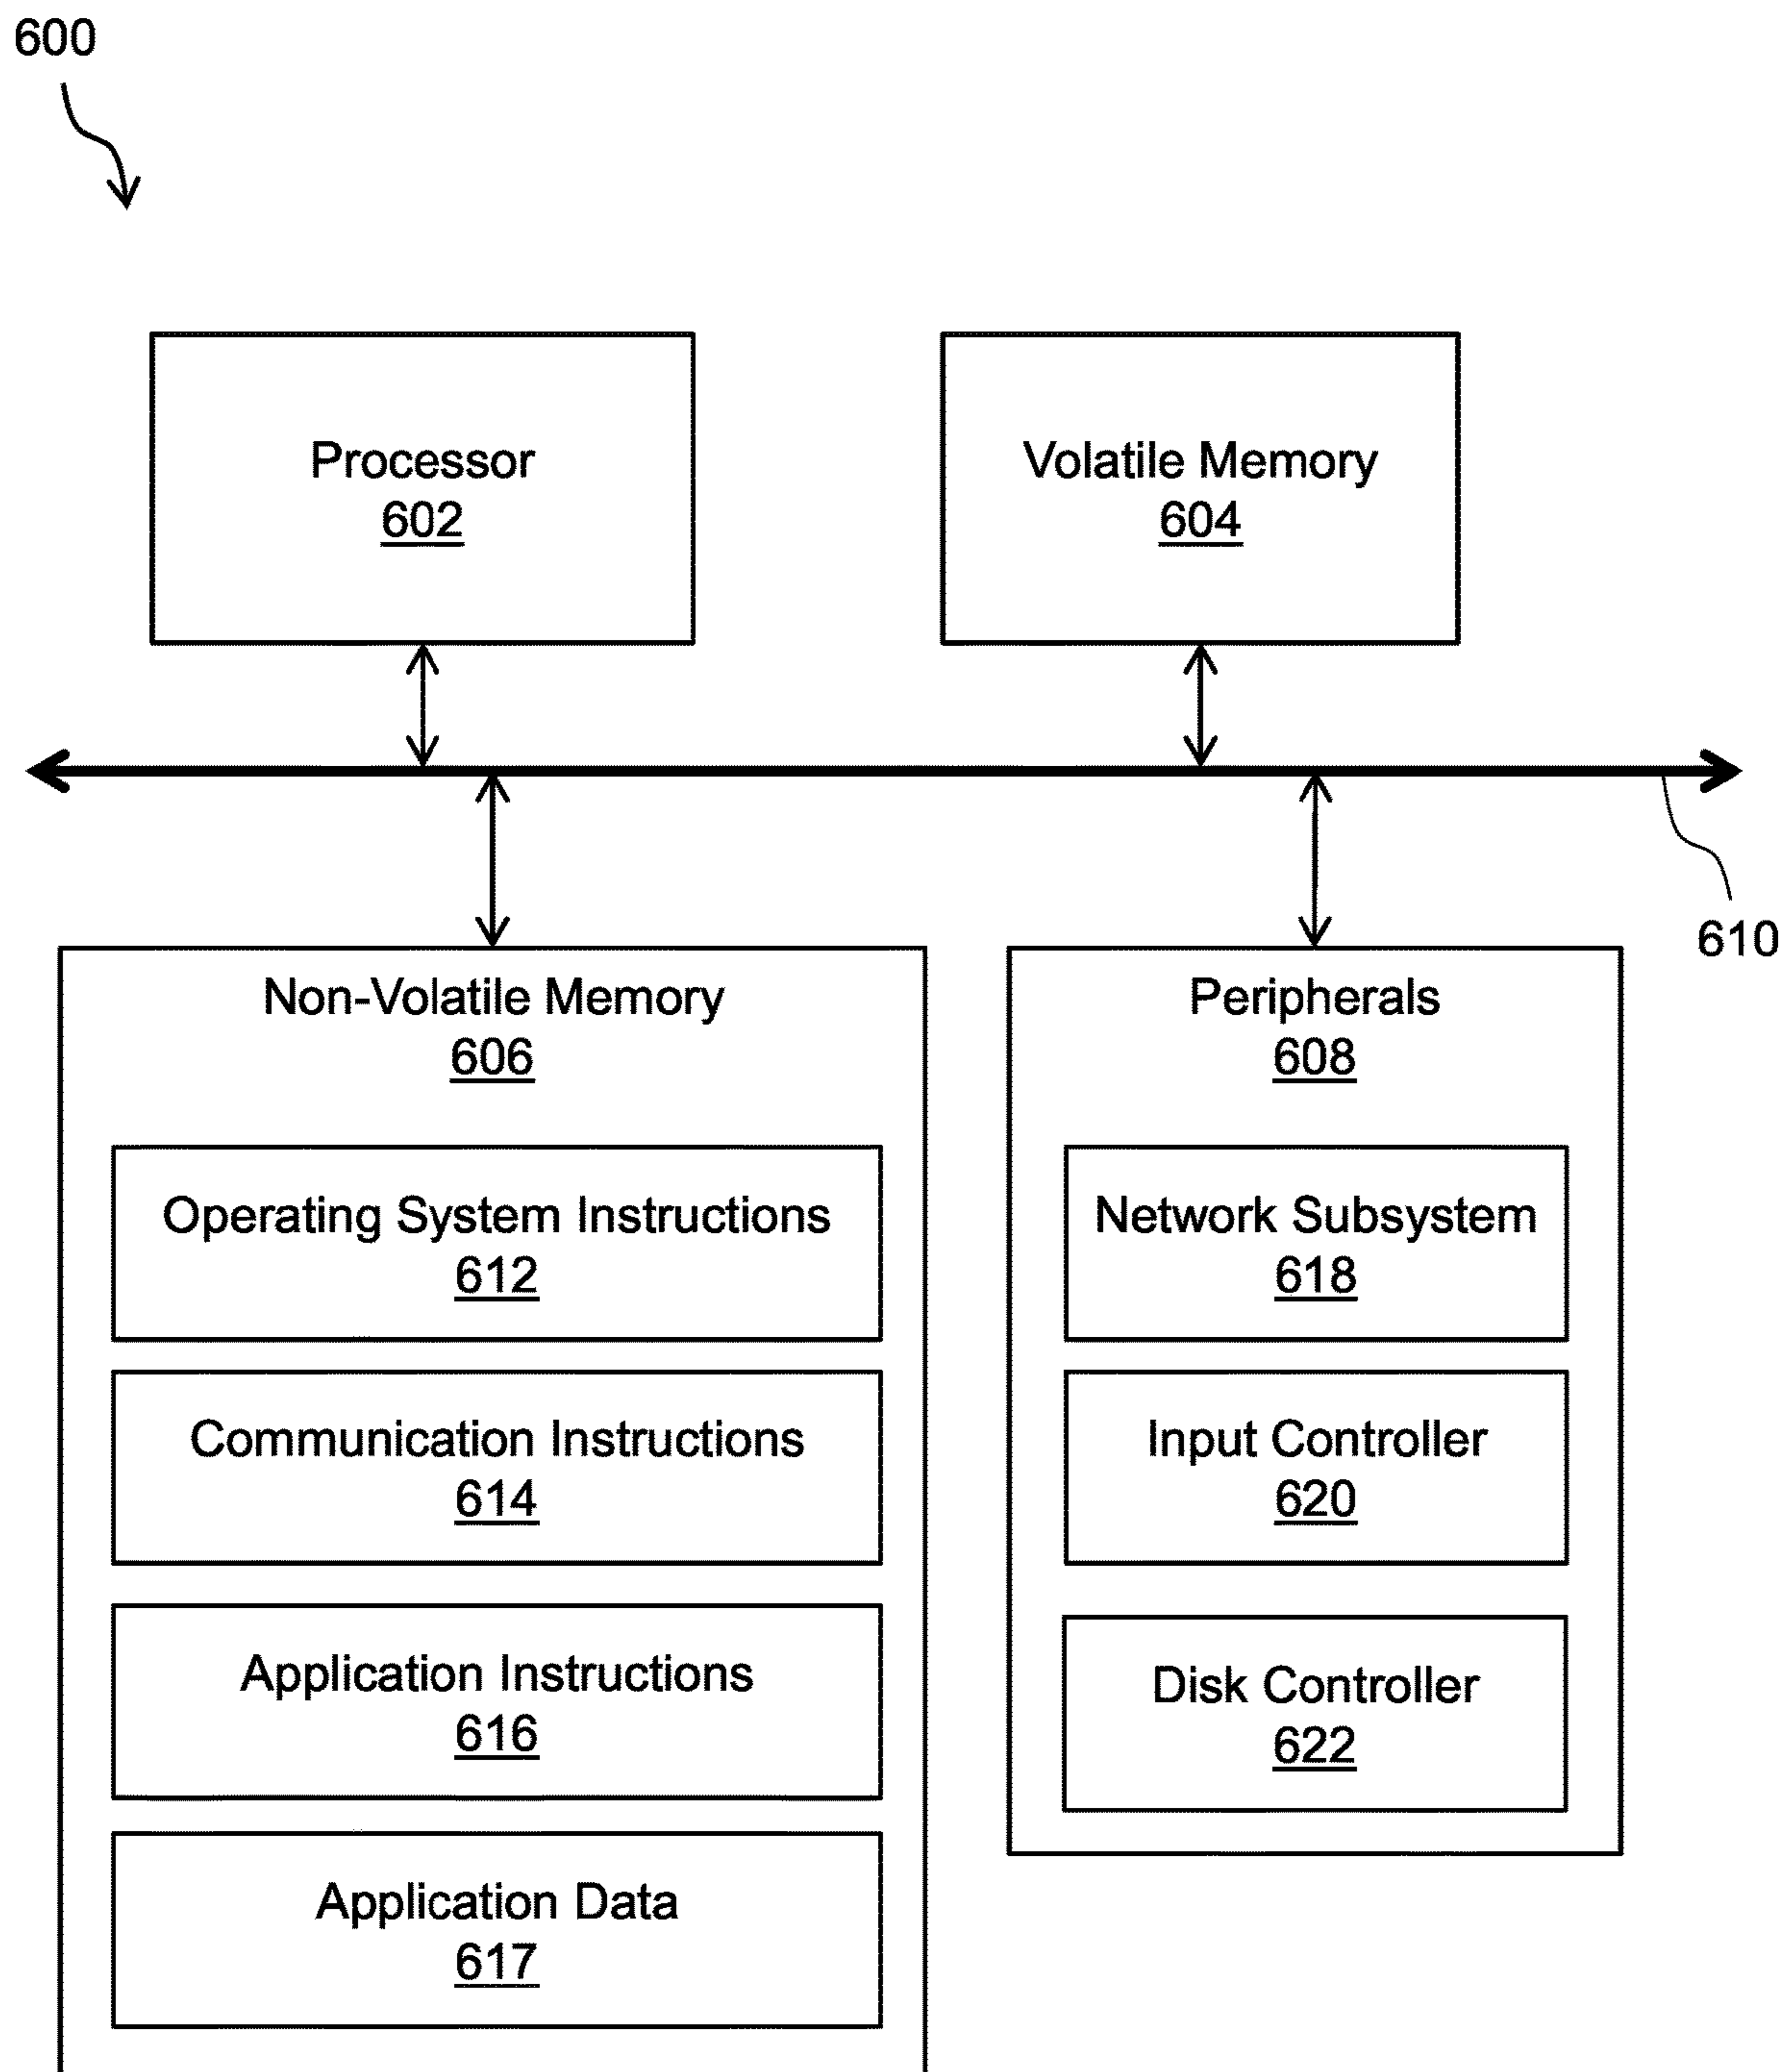 600
Processor
602
Volatile Memory
604
610
Non-Volatile Memory
606
Operating System Instructions
612
Communication Instructions
614
Application Instructions
616
Application Data
617
Peripherals
608
Network Subsystem
618
Input Controller
620
Disk Controller
622